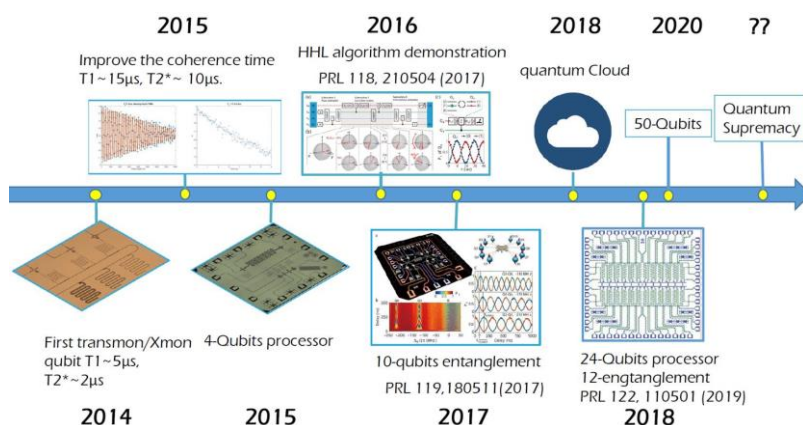 2015
2016
2018
2020
??
Improve the coherence time
T1~15μs, T2*~ 10μs.
HHL algorithm demonstration
PRL 118, 210504 (2017)
quantum Cloud
50-Qubits
Quantum
Supremacy
First transmon/Xmon
qubit T1~5μs,
T2*~2μs
4-Qubits processor
10-qubits entanglement
PRL 119,180511(2017)
24-Qubits processor
12-engtanglement
PRL 122, 110501 (2019)
2014
2015
2017
2018